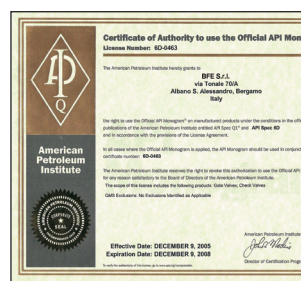 Certificate of Authority to use the Official API Mon
License Number: 6D-0463
The American Petroleum Institute hereby grants to
BFE S.r.l.
via Tonale 70/A
Albano S. Alessandro, Bergamo
Italy
the right to use the Official API Monogram® on manufactured products under the conditions in the offi
publications of the American Petroleum Institute entitled API Spec Q1® and API Spec 6D
and in accordance with the provisions of the License Agreement.
In all cases where the Official API Monogram is applied, the API Monogram should be used in conjunct
certificate number: 6D-0463
The American Petroleum Institute reserves the right to revoke this authorization to use the Official API
for any reason satisfactory to the Board of Directors of the American Petroleum Institute.
The scope of this license includes the following products: Gate Valves; Check Valves
QMS Exclusions: No Exclusions Identified as Applicable
API
Q
American
Petroleum
Institute
CORPORATE
SEAL
American Petroleum Institute
Effective Date: DECEMBER 9, 2005
Expiration Date: DECEMBER 9, 2008
Director of Certification Prog